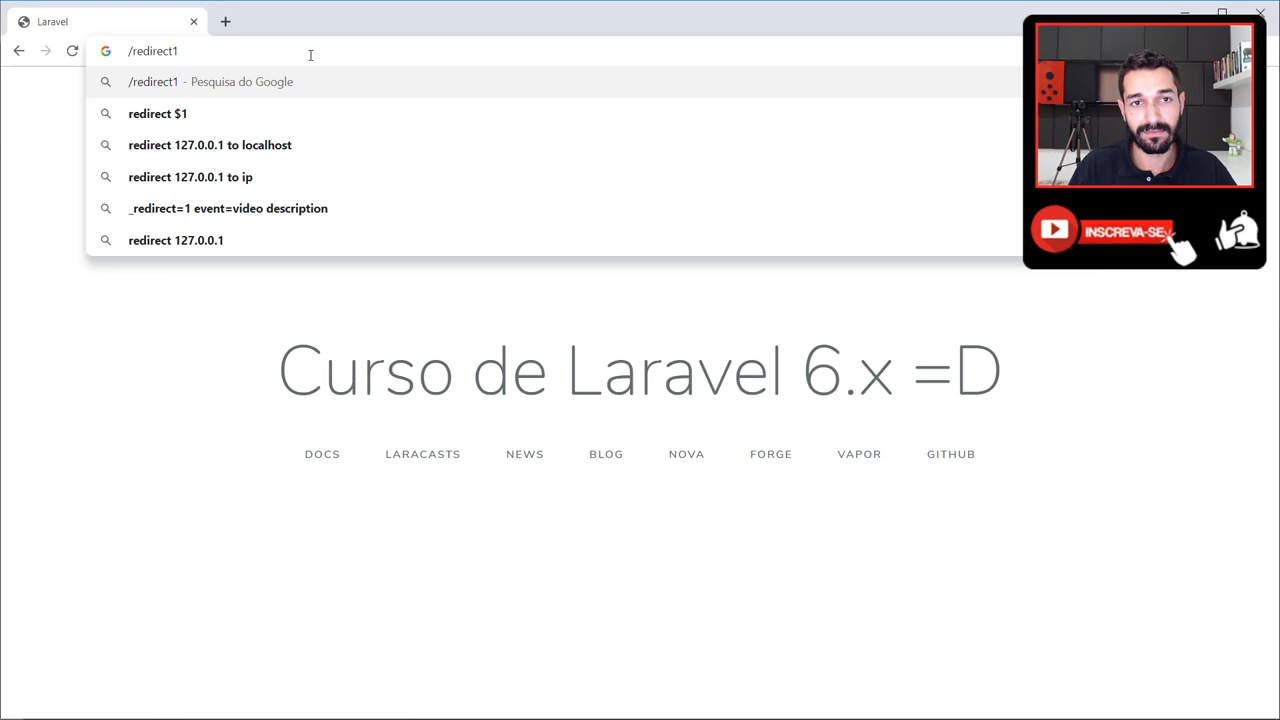 Laravel
/redirect1
/redirect1 - Pesquisa do Google
redirect $1
redirect 127.0.0.1 to localhost
redirect 127.0.0.1 to ip
_redirect=1 event=video description
redirect 127.0.0.1
INSCREVA-SE
Curso de Laravel 6.x =D
DOCS LARACASTS NEWS BLOG NOVA FORGE VAPOR GITHUB